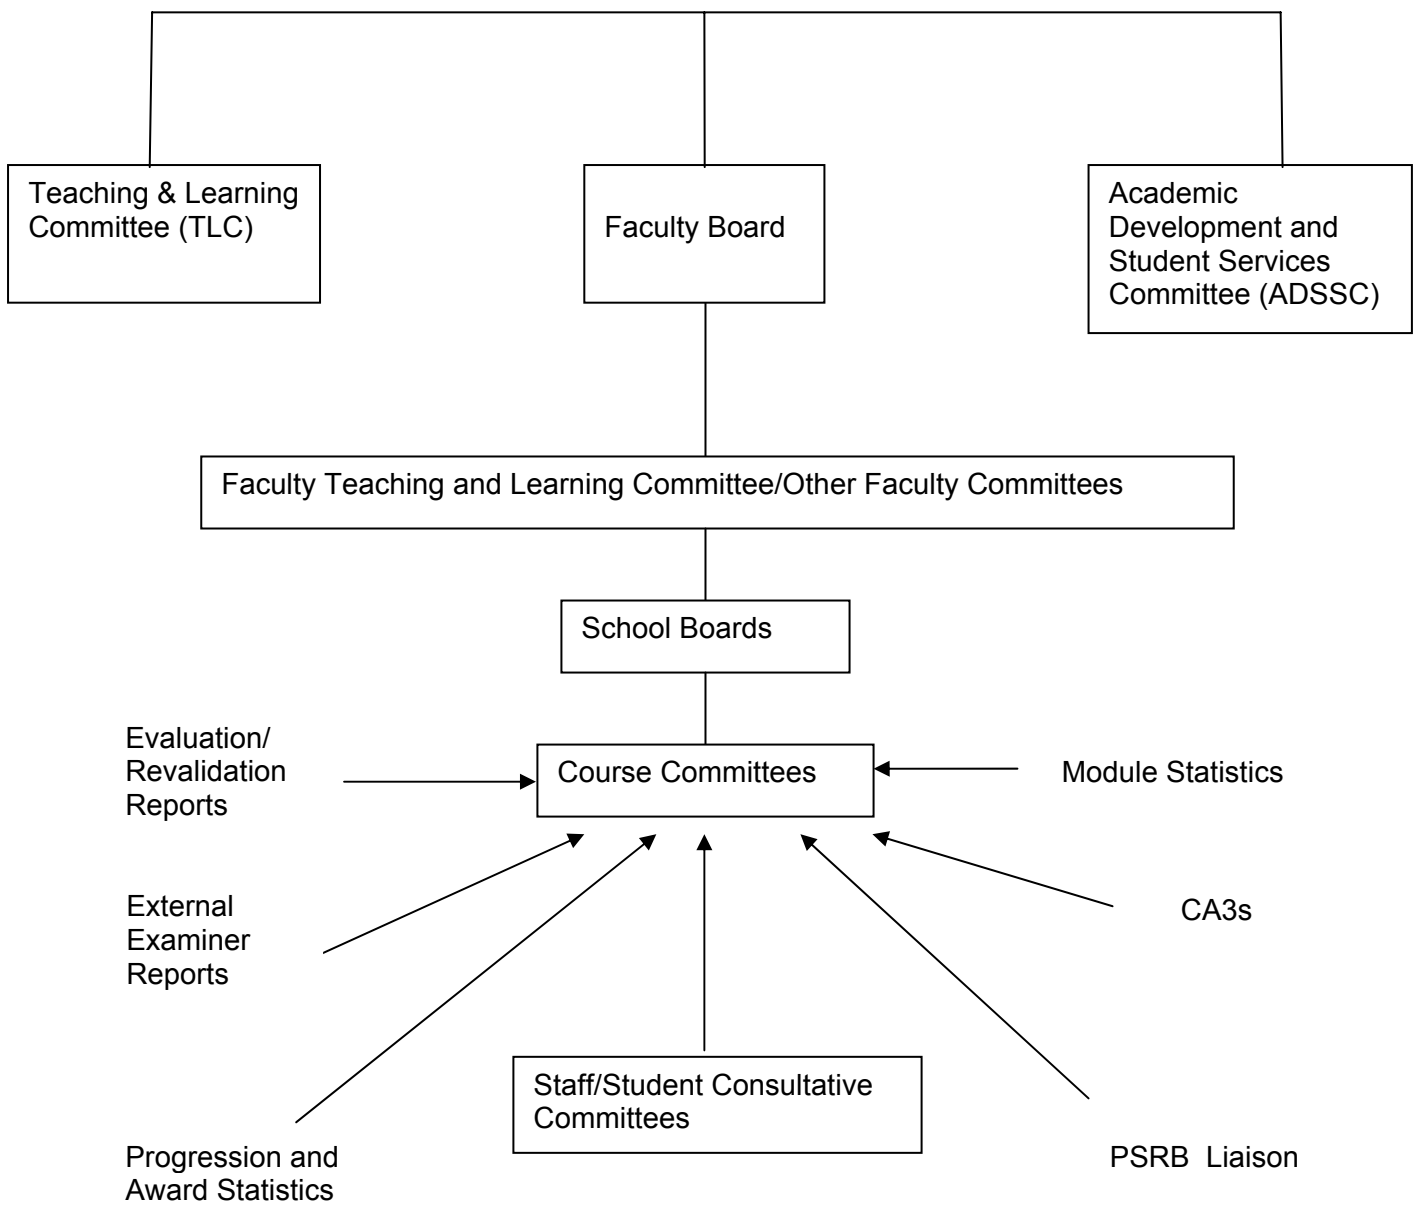 Teaching & Learning
Committee (TLC)
Faculty Board
Academic
Development and
Student Services
Committee (ADSSC)
Faculty Teaching and Learning Committee/Other Faculty Committees
School Boards
Evaluation/
Revalidation
Reports
Course Committees
Module Statistics
External
Examiner
Reports
CA3s
Staff/Student Consultative
Committees
Progression and
Award Statistics
PSRB Liaison